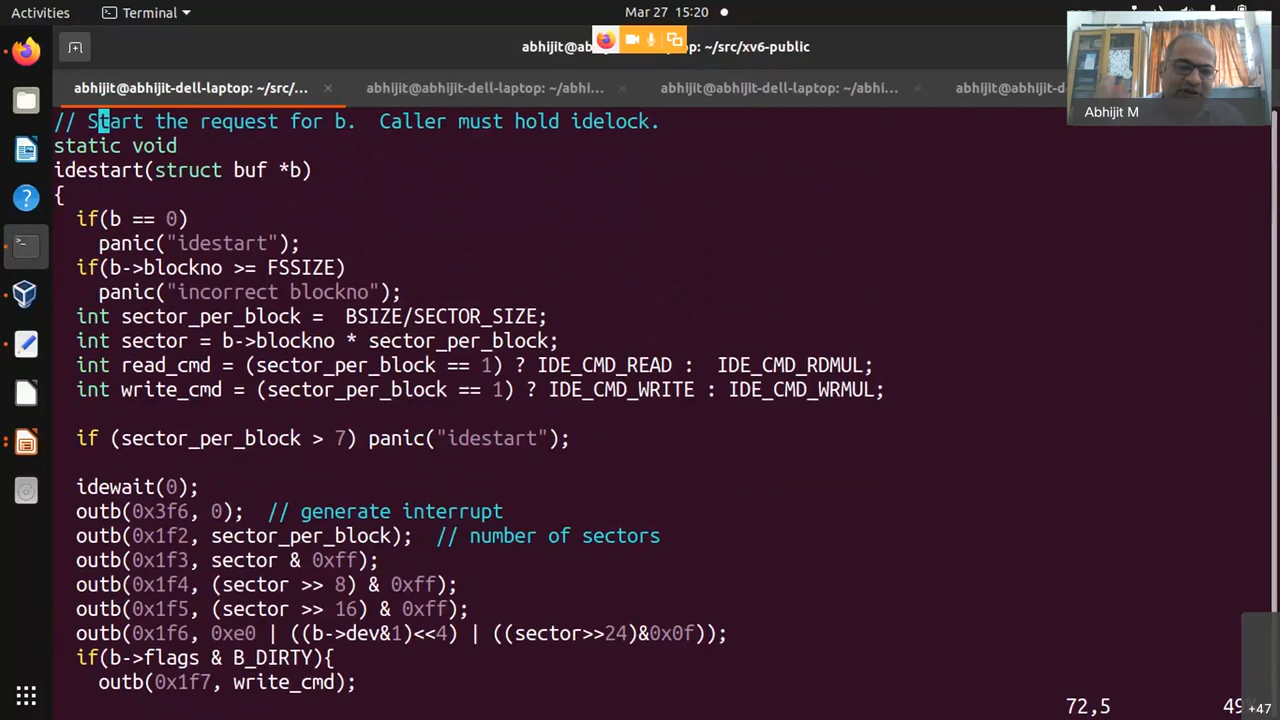 Activities
Terminal
Mar 27 15:20
abhijit@ab
pp: ~/src/xv6-public
abhijit@abhijit-dell-laptop: ~/src/...
abhijit@abhijit-dell-laptop: ~/abhi...
abhijit@abhijit-dell-laptop: ~/abhi...
abhijit@abhijit-dell-l
Abhijit M
// Start the request for b.  Caller must hold idelock.
static void
idestart(struct buf *b)
{
if(b == 0)
panic("idestart");
if(b->blockno >= FSSIZE)
panic("incorrect blockno");
int sector_per_block =  BSIZE/SECTOR_SIZE;
int sector = b->blockno * sector_per_block;
int read_cmd = (sector_per_block == 1) ? IDE_CMD_READ :  IDE_CMD_RDMUL;
int write_cmd = (sector_per_block == 1) ? IDE_CMD_WRITE : IDE_CMD_WRMUL;
if (sector_per_block > 7) panic("idestart");
idewait(0);
outb(0x3f6, 0);  // generate interrupt
outb(0x1f2, sector_per_block);  // number of sectors
outb(0x1f3, sector & 0xff);
outb(0x1f4, (sector >> 8) & 0xff);
outb(0x1f5, (sector >> 16) & 0xff);
outb(0x1f6, 0xe0 | ((b->dev&1)<<4) | ((sector>>24)&0x0f));
if(b->flags & B_DIRTY){
outb(0x1f7, write_cmd);
72,5
+47